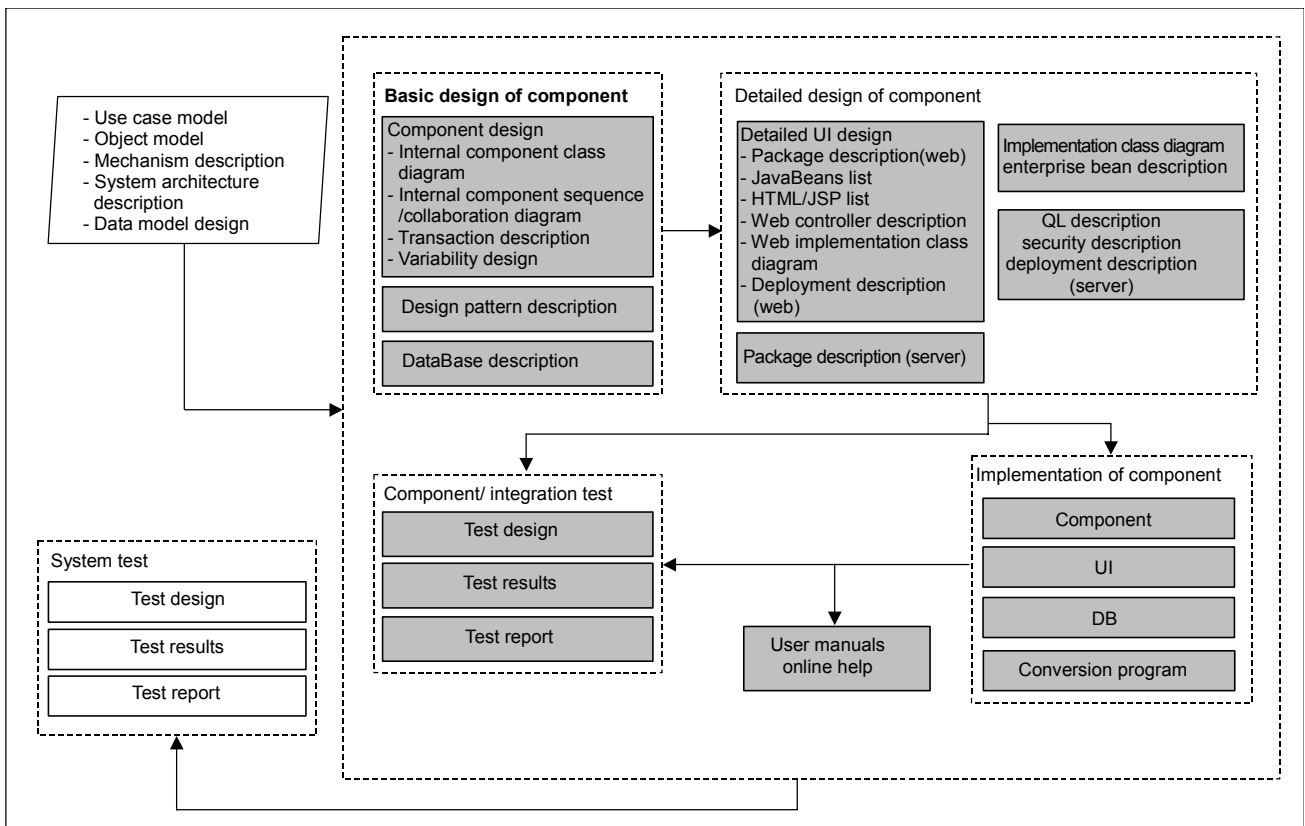 - Use case model
- Object model
- Mechanism description
- System architecture
description
- Data model design
Basic design of component
Component design
- Internal component class
diagram
- Internal component sequence
/collaboration diagram
- Transaction description
- Variability design
Design pattern description
DataBase description
Detailed design of component
Detailed UI design
- Package description(web)
- JavaBeans list
- HTML/JSP list
- Web controller description
- Web implementation class
diagram
- Deployment description
(web)
Package description (server)
Implementation class diagram
enterprise bean description
QL description
security description
deployment description
(server)
Component/ integration test
Test design
Test results
Test report
Implementation of component
Component
UI
DB
Conversion program
User manuals
online help
System test
Test design
Test results
Test report